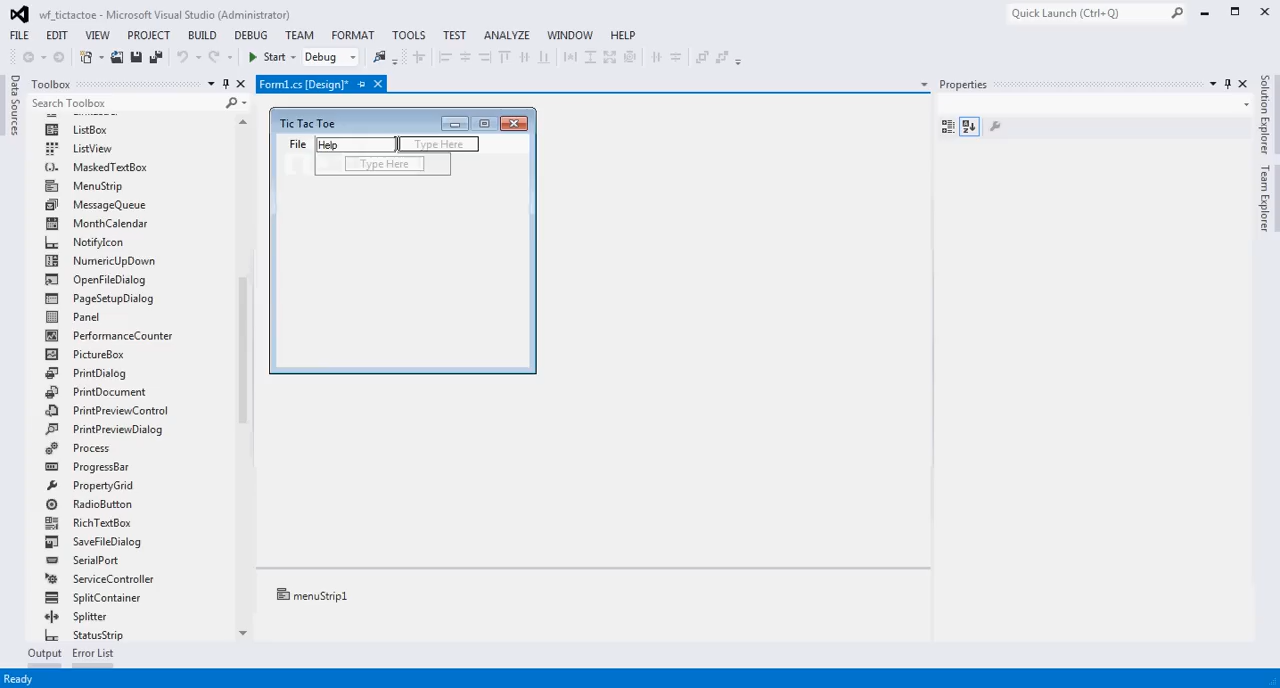 wf_tictactoe - Microsoft Visual Studio (Administrator)
Quick Launch (Ctrl+Q)
FILE EDIT VIEW PROJECT BUILD DEBUG TEAM FORMAT TOOLS TEST ANALYZE WINDOW HELP
Start Debug
Data Sources
Toolbox
Search Toolbox
ListBox
ListView
MaskedTextBox
MenuStrip
MessageQueue
MonthCalendar
NotifyIcon
NumericUpDown
OpenFileDialog
PageSetupDialog
Panel
PerformanceCounter
PictureBox
PrintDialog
PrintDocument
PrintPreviewControl
PrintPreviewDialog
Process
ProgressBar
PropertyGrid
RadioButton
RichTextBox
SaveFileDialog
SerialPort
ServiceController
SplitContainer
Splitter
StatusStrip
Form1.cs [Design]*
Tic Tac Toe
File Help Type Here
Type Here
menuStrip1
Properties
Solution Explorer
Team Explorer
Output Error List
Ready